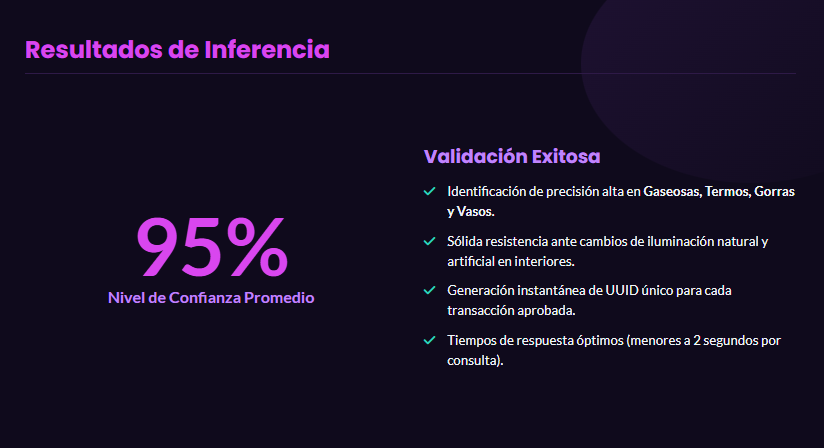 Resultados de Inferencia
95%
Nivel de Confianza Promedio
Validación Exitosa
Identificación de precisión alta en Gaseosas, Termos, Gorras
y Vasos.
Sólida resistencia ante cambios de iluminación natural y
artificial en interiores.
Generación instantánea de UUID único para cada
transacción aprobada.
Tiempos de respuesta óptimos (menores a 2 segundos por
consulta).